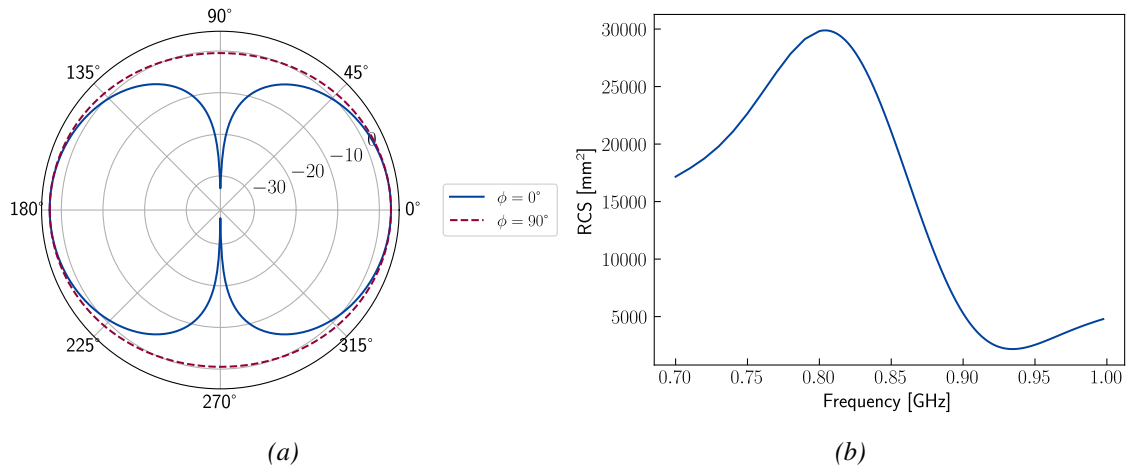 90°
135°
45°
0
−10
−20
−30
180°
0°
225°
315°
270°
ϕ = 0°
ϕ = 90°
(a)
RCS [mm²]
30000
25000
20000
15000
10000
5000
0.70 0.75 0.80 0.85 0.90 0.95 1.00
Frequency [GHz]
(b)